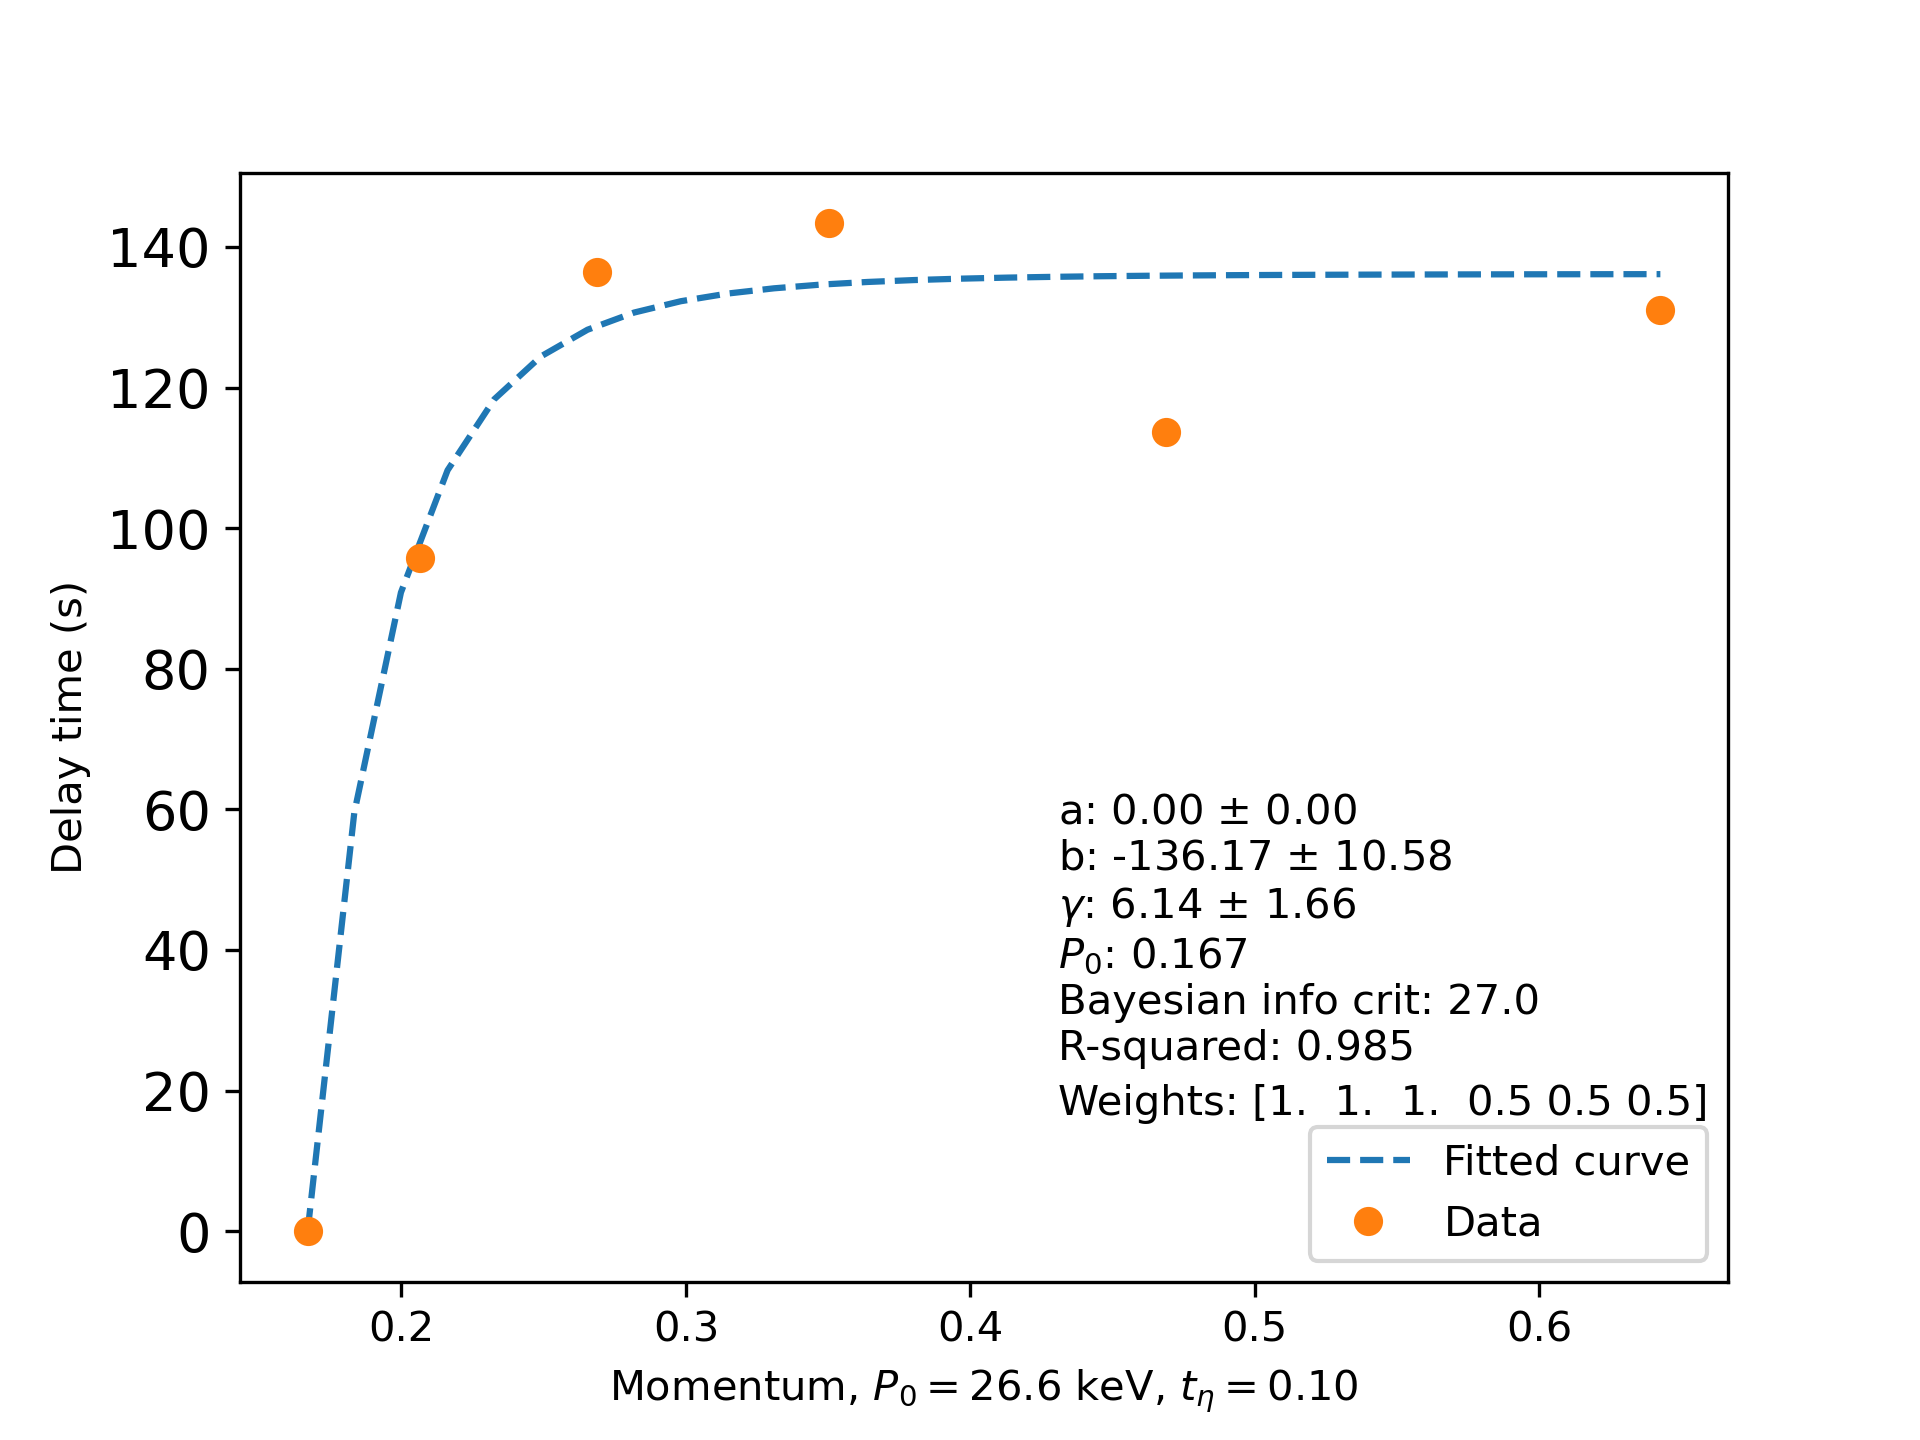 140
120
100
80
60
40
20
0
Delay time (s)
a: 0.00 ± 0.00
b: -136.17 ± 10.58
γ: 6.14 ± 1.66
P₀: 0.167
Bayesian info crit: 27.0
R-squared: 0.985
Weights: [1. 1. 1. 0.5 0.5 0.5]
Fitted curve
Data
0.2 0.3 0.4 0.5 0.6
Momentum, P₀ = 26.6 keV, tη = 0.10